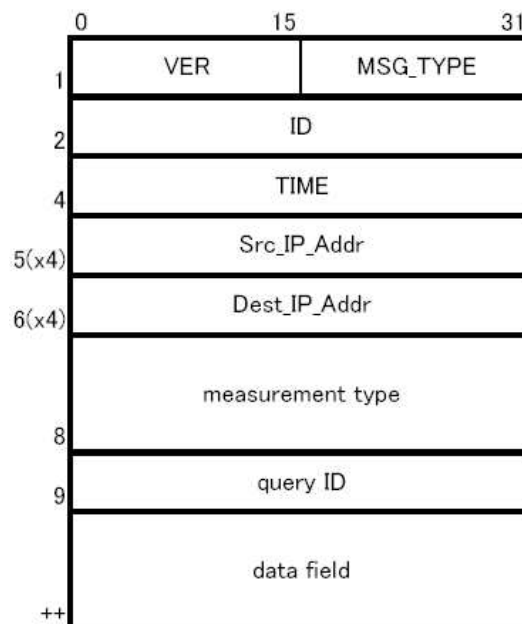 0 15 31
VER MSG_TYPE
1
ID
2
TIME
4
Src_IP_Addr
5(x4)
Dest_IP_Addr
6(x4)
measurement type
8
query ID
9
data field
++